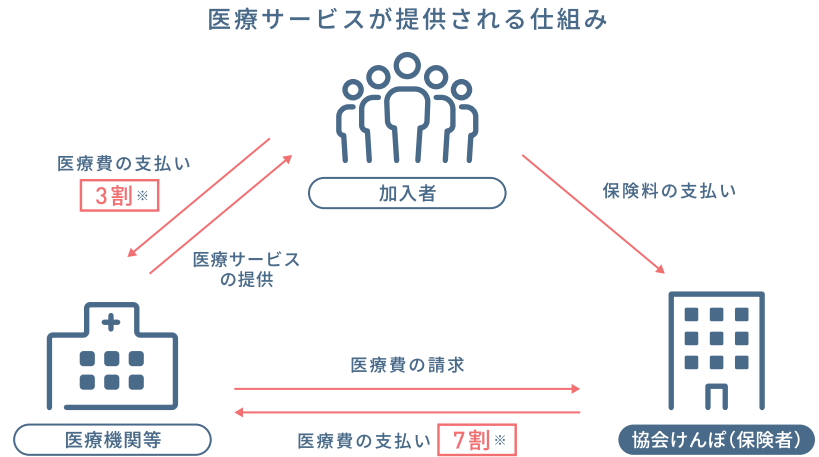 医療サービスが提供される仕組み
医療費の支払い
3割※
加入者
保険料の支払い
医療サービス
の提供
医療費の請求
医療機関等
医療費の支払い 7割※
協会けんぽ(保険者)